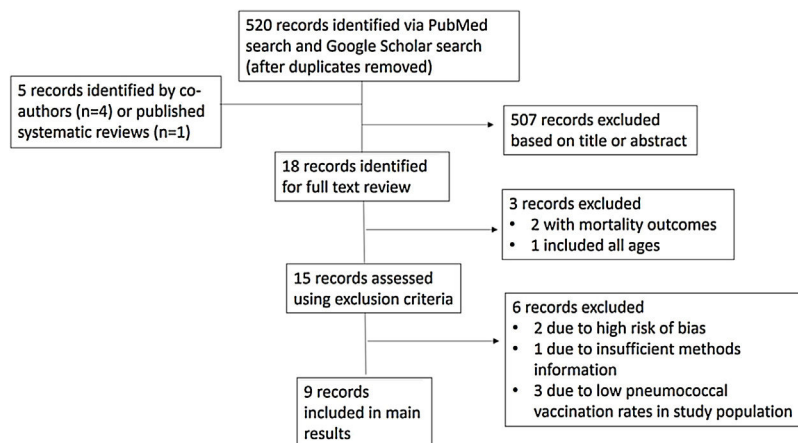 520 records identified via PubMed
search and Google Scholar search
(after duplicates removed)
5 records identified by co-
authors (n=4) or published
systematic reviews (n=1)
507 records excluded
based on title or abstract
18 records identified
for full text review
3 records excluded
• 2 with mortality outcomes
• 1 included all ages
15 records assessed
using exclusion criteria
6 records excluded
• 2 due to high risk of bias
• 1 due to insufficient methods
information
• 3 due to low pneumococcal
vaccination rates in study population
9 records
included in main
results